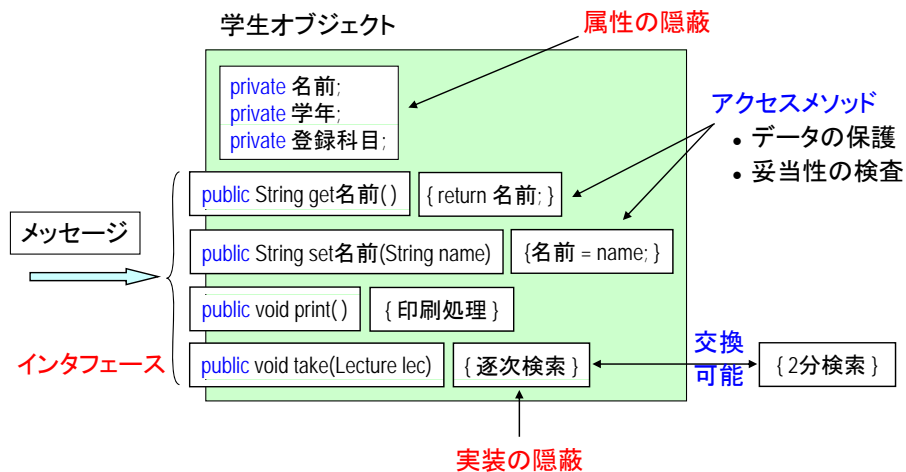 学生オブジェクト
属性の隠蔽
private 名前;
private 学年;
private 登録科目;
アクセスメソッド
• データの保護
• 妥当性の検査
public String get名前()
{ return 名前; }
メッセージ
public String set名前(String name)
{名前 = name; }
public void print()
{ 印刷処理 }
インタフェース
public void take(Lecture lec)
{ 逐次検索 }
交換
可能
{ 2分検索 }
実装の隠蔽